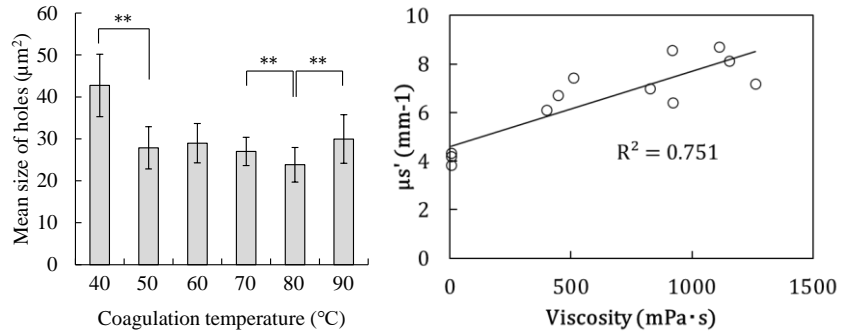 60
50
40
30
20
10
0
Mean size of holes (μm²)
**
**
**
40 50 60 70 80 90
Coagulation temperature (℃)
10
8
6
4
2
0
μs' (mm-1)
R² = 0.751
0 500 1000 1500
Viscosity (mPa·s)